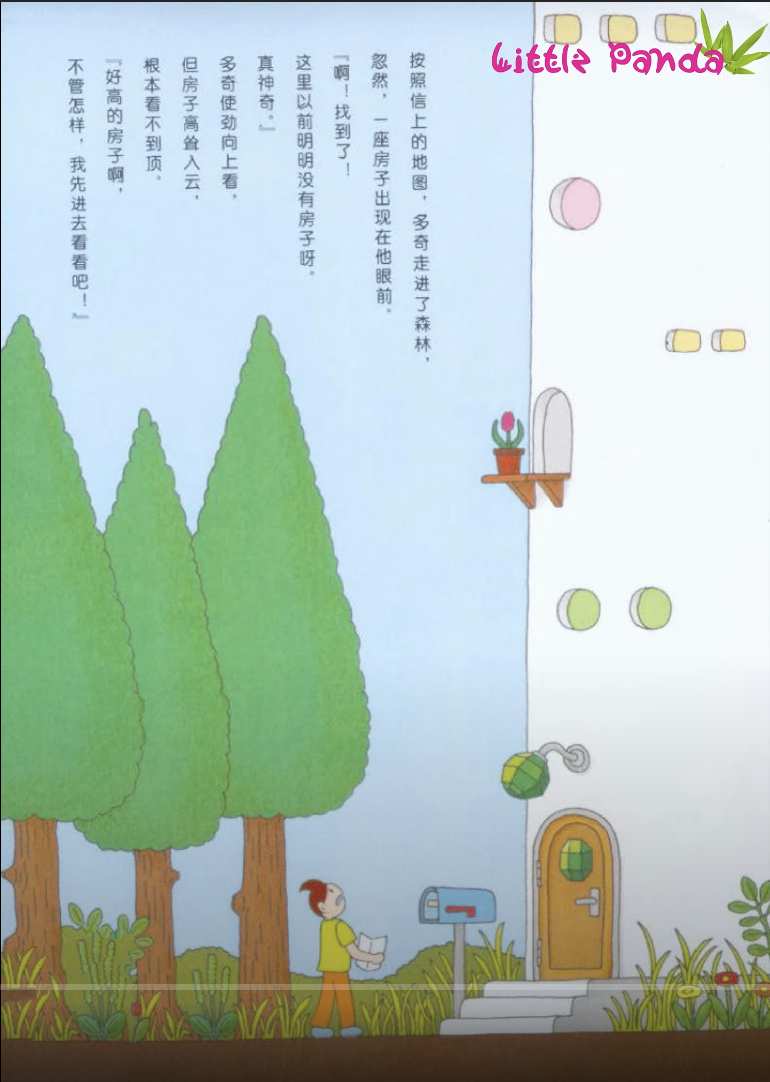 Little Panda
按照信上的地图，多奇走进了森林，
忽然，一座房子出现在他眼前。
『啊！找到了！
这里以前明明没有房子呀。
真神奇。』
多奇使劲向上看，
但房子高耸入云，
根本看不到顶。
『好高的房子啊，
不管怎样，我先进去看看吧！』